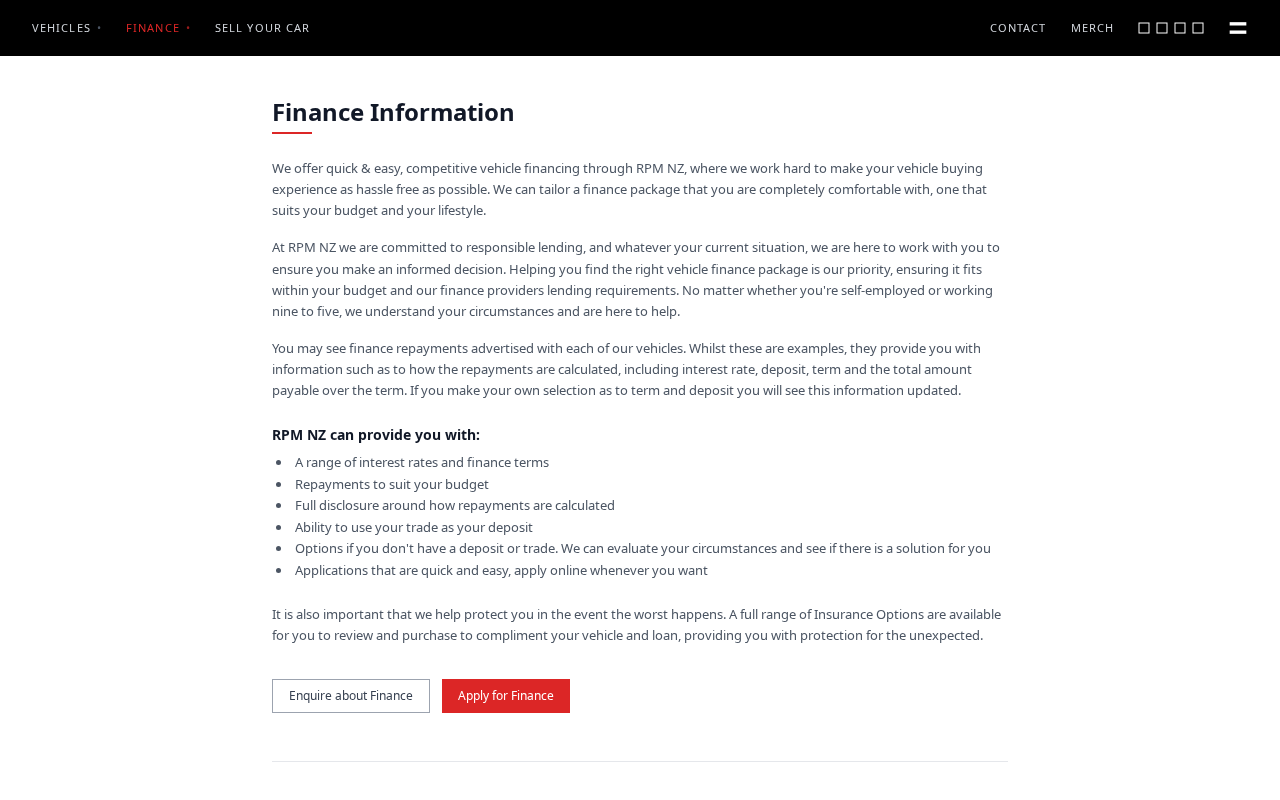 VEHICLES
FINANCE
SELL YOUR CAR
CONTACT
MERCH
Finance Information
We offer quick & easy, competitive vehicle financing through RPM NZ, where we work hard to make your vehicle buying
experience as hassle free as possible. We can tailor a finance package that you are completely comfortable with, one that
suits your budget and your lifestyle.
At RPM NZ we are committed to responsible lending, and whatever your current situation, we are here to work with you to
ensure you make an informed decision. Helping you find the right vehicle finance package is our priority, ensuring it fits
within your budget and our finance providers lending requirements. No matter whether you're self-employed or working
nine to five, we understand your circumstances and are here to help.
You may see finance repayments advertised with each of our vehicles. Whilst these are examples, they provide you with
information such as to how the repayments are calculated, including interest rate, deposit, term and the total amount
payable over the term. If you make your own selection as to term and deposit you will see this information updated.
RPM NZ can provide you with:
• A range of interest rates and finance terms
• Repayments to suit your budget
• Full disclosure around how repayments are calculated
• Ability to use your trade as your deposit
• Options if you don't have a deposit or trade. We can evaluate your circumstances and see if there is a solution for you
• Applications that are quick and easy, apply online whenever you want
It is also important that we help protect you in the event the worst happens. A full range of Insurance Options are available
for you to review and purchase to compliment your vehicle and loan, providing you with protection for the unexpected.
Enquire about Finance
Apply for Finance